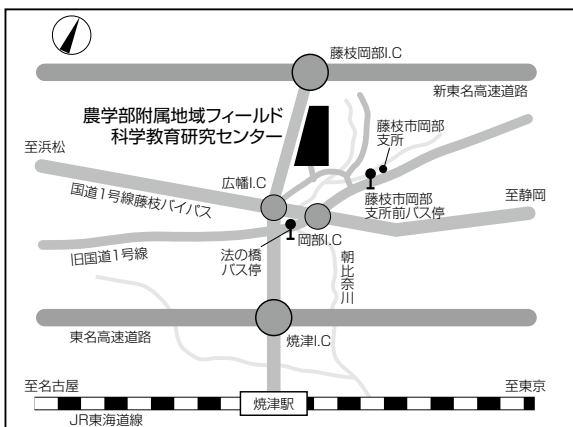 藤枝岡部I.C
新東名高速道路
農学部附属地域フィールド
科学教育研究センター
藤枝市岡部
支所
至浜松
広幡I.C
国道1号線藤枝バイパス
藤枝市岡部
支所前バス停
至静岡
旧国道1号線
法の橋
バス停
岡部I.C
朝比奈川
東名高速道路
焼津I.C
至名古屋
至東京
焼津駅
JR東海道線